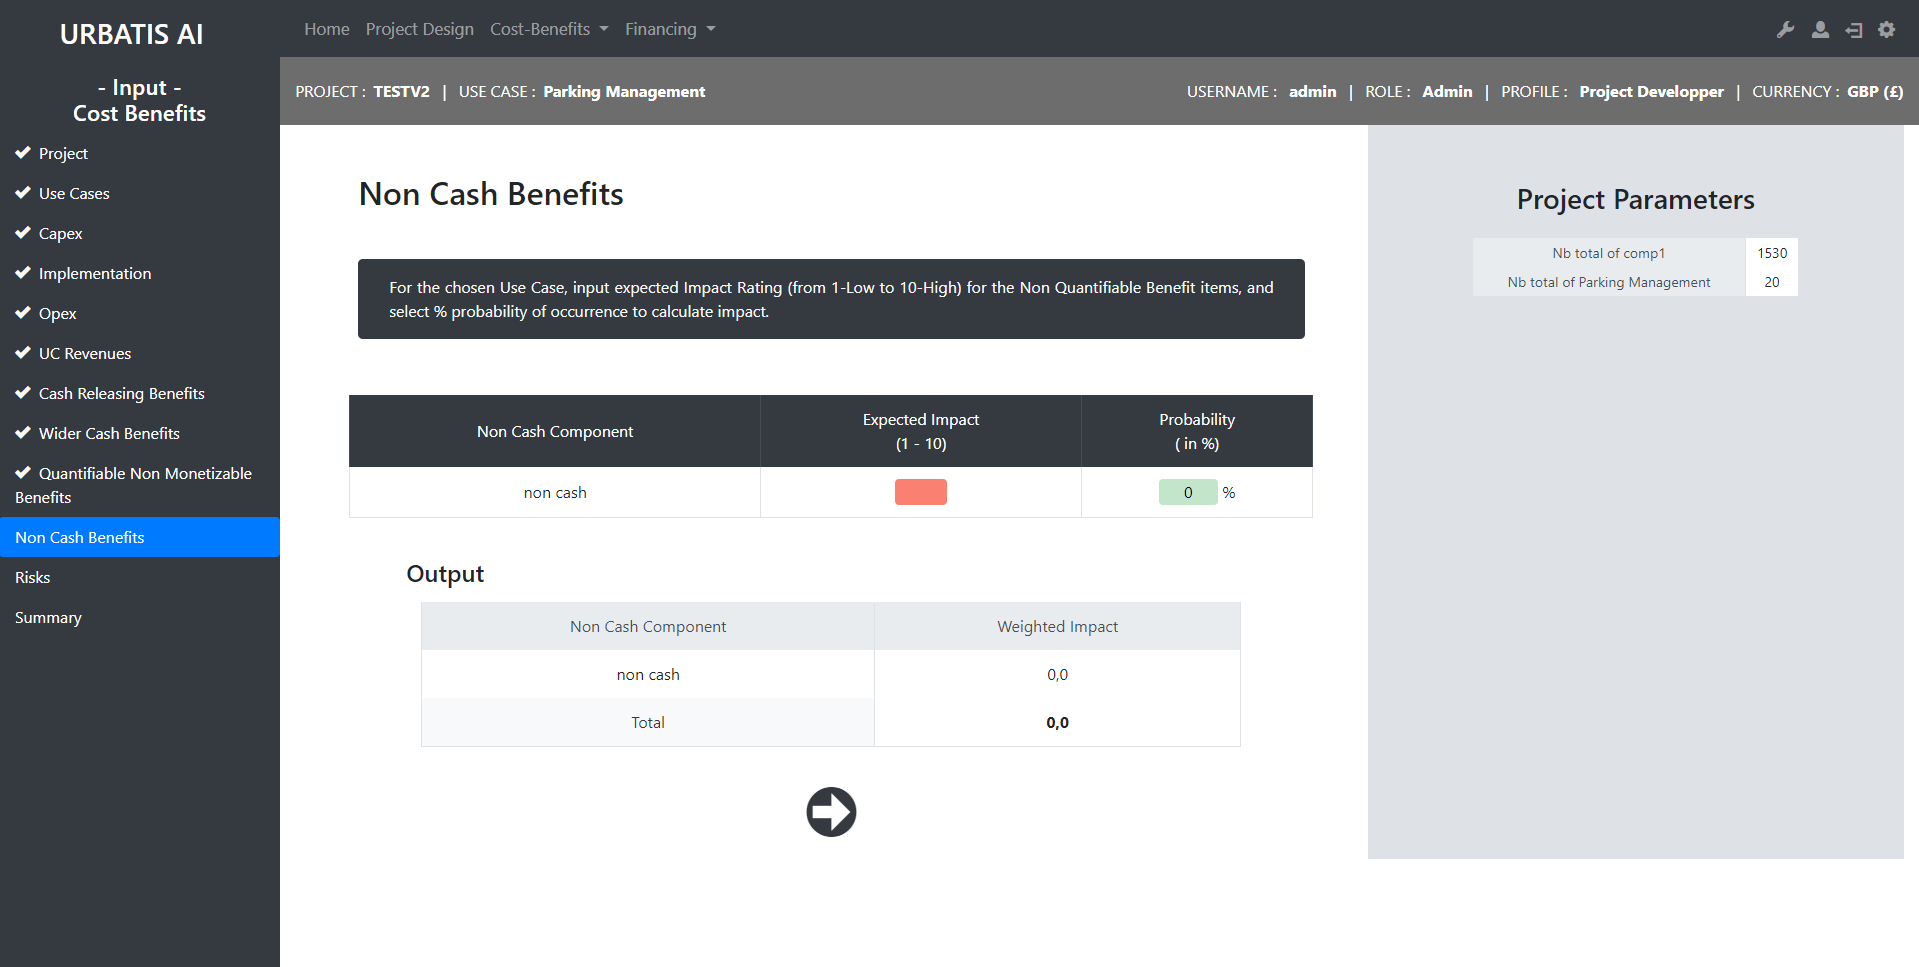 URBATIS AI
- Input -
Cost Benefits
Project
Use Cases
Capex
Implementation
Opex
UC Revenues
Cash Releasing Benefits
Wider Cash Benefits
Quantifiable Non Monetizable
Benefits
Non Cash Benefits
Risks
Summary
Home Project Design Cost-Benefits Financing
PROJECT : TESTV2 | USE CASE : Parking Management USERNAME : admin | ROLE : Admin | PROFILE : Project Developper | CURRENCY : GBP (£)
Non Cash Benefits
For the chosen Use Case, input expected Impact Rating (from 1-Low to 10-High) for the Non Quantifiable Benefit items, and
select % probability of occurrence to calculate impact.
Non Cash Component
Expected Impact
(1 - 10)
Probability
( in %)
non cash 0 %
Output
Non Cash Component Weighted Impact
non cash 0,0
Total 0,0
Project Parameters
Nb total of comp1 1530
Nb total of Parking Management 20